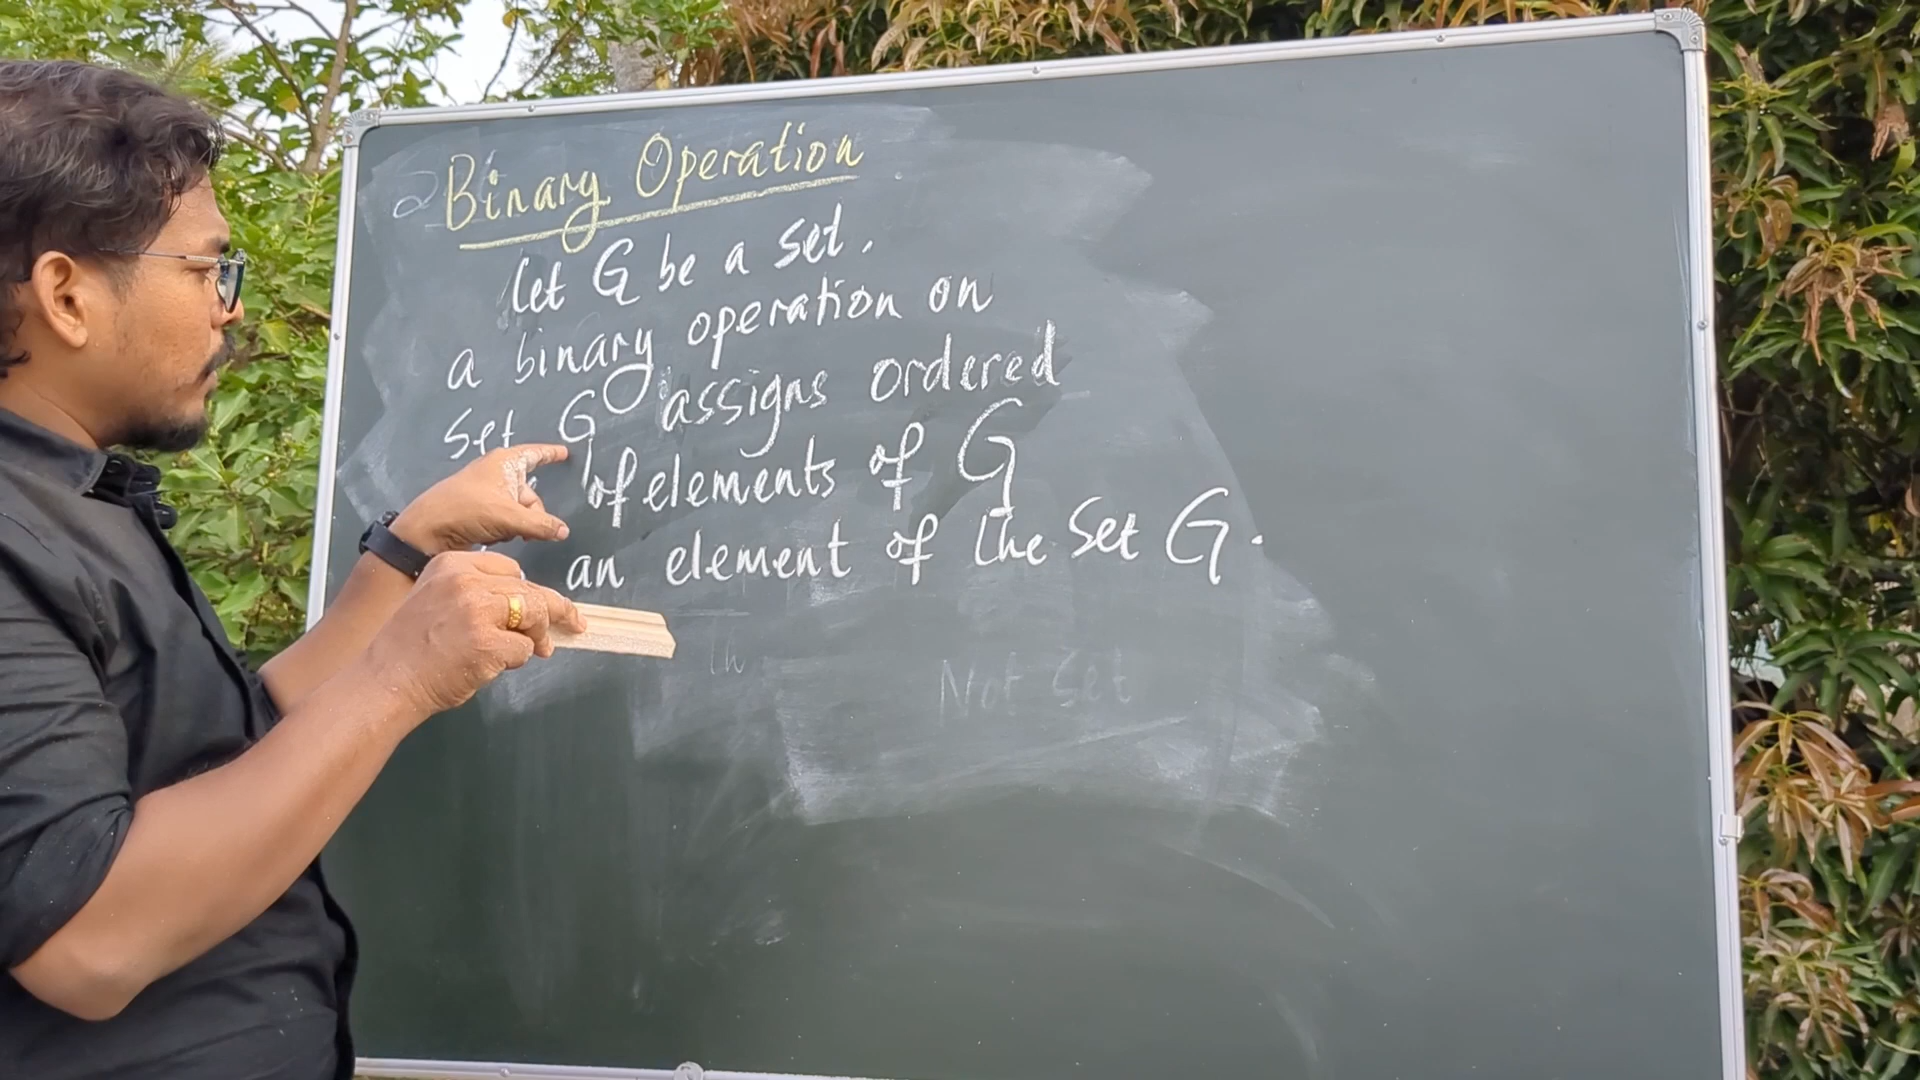 Binary Operation
Let G be a set.
a binary operation on
Set G assigns ordered
of elements of G
an element of the set G.
Not Set